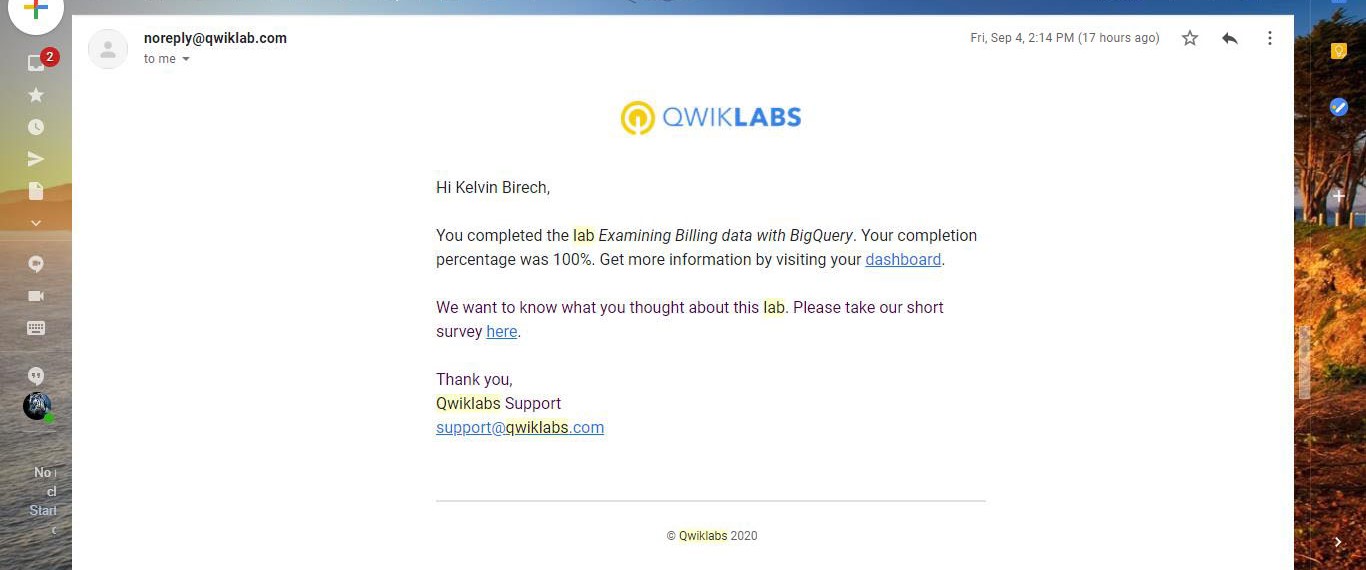 noreply@qwiklab.com
Fri, Sep 4, 2:14 PM (17 hours ago)
to me
2
QWIKLABS
Hi Kelvin Birech,
You completed the lab Examining Billing data with BigQuery. Your completion
percentage was 100%. Get more information by visiting your dashboard.
We want to know what you thought about this lab. Please take our short
survey here.
Thank you,
Qwiklabs Support
support@qwiklabs.com
No
Start
© Qwiklabs 2020